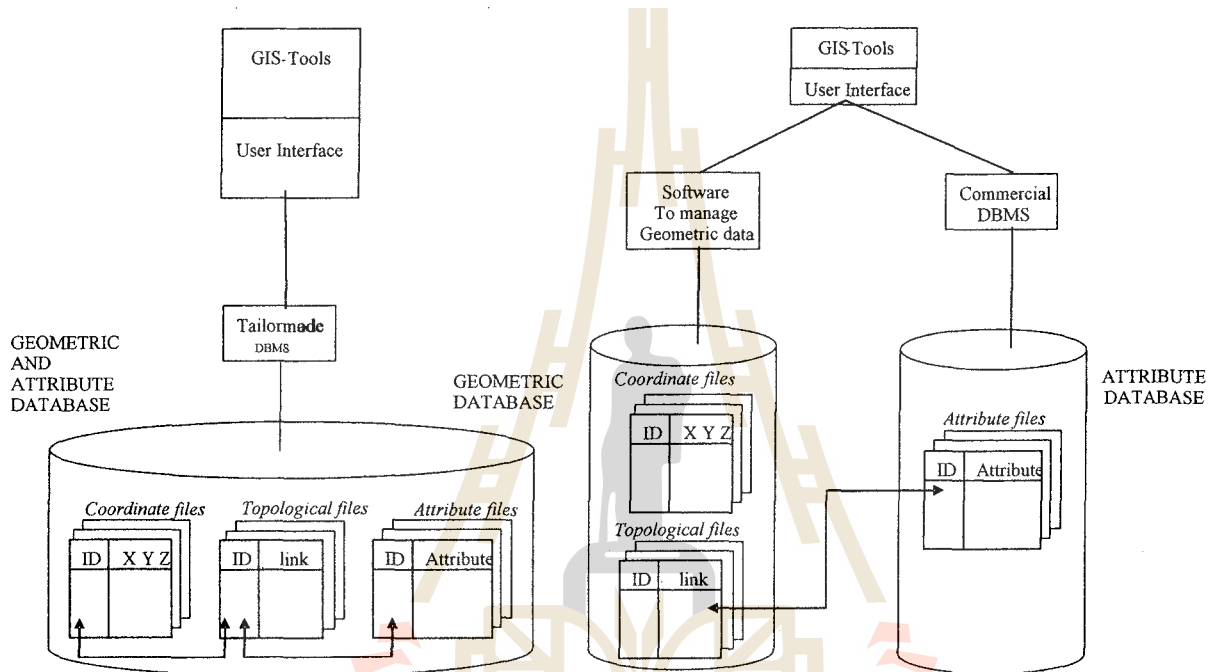 GIS-Tools
User Interface
Tailormade
DBMS
GEOMETRIC
AND
ATTRIBUTE
DATABASE
Coordinate files
ID X Y Z
Topological files
ID link
Attribute files
ID Attribute
GIS-Tools
User Interface
Software
To manage
Geometric data
Commercial
DBMS
GEOMETRIC
DATABASE
Coordinate files
ID X Y Z
Topological files
ID link
ATTRIBUTE
DATABASE
Attribute files
ID Attribute